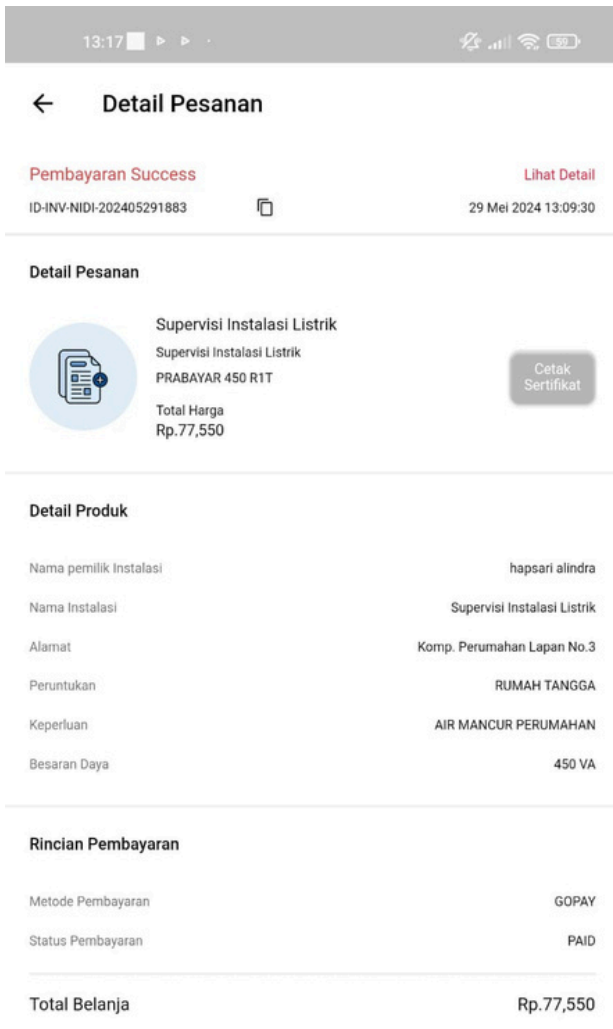 13:17
59
Detail Pesanan
Pembayaran Success
Lihat Detail
ID-INV-NIDI-202405291883
29 Mei 2024 13:09:30
Detail Pesanan
Supervisi Instalasi Listrik
Supervisi Instalasi Listrik
PRABAYAR 450 R1T
Total Harga
Rp.77,550
Cetak
Sertifikat
Detail Produk
Nama pemilik Instalasi hapsari alindra
Nama Instalasi Supervisi Instalasi Listrik
Alamat Komp. Perumahan Lapan No.3
Peruntukan RUMAH TANGGA
Keperluan AIR MANCUR PERUMAHAN
Besaran Daya 450 VA
Rincian Pembayaran
Metode Pembayaran GOPAY
Status Pembayaran PAID
Total Belanja Rp.77,550